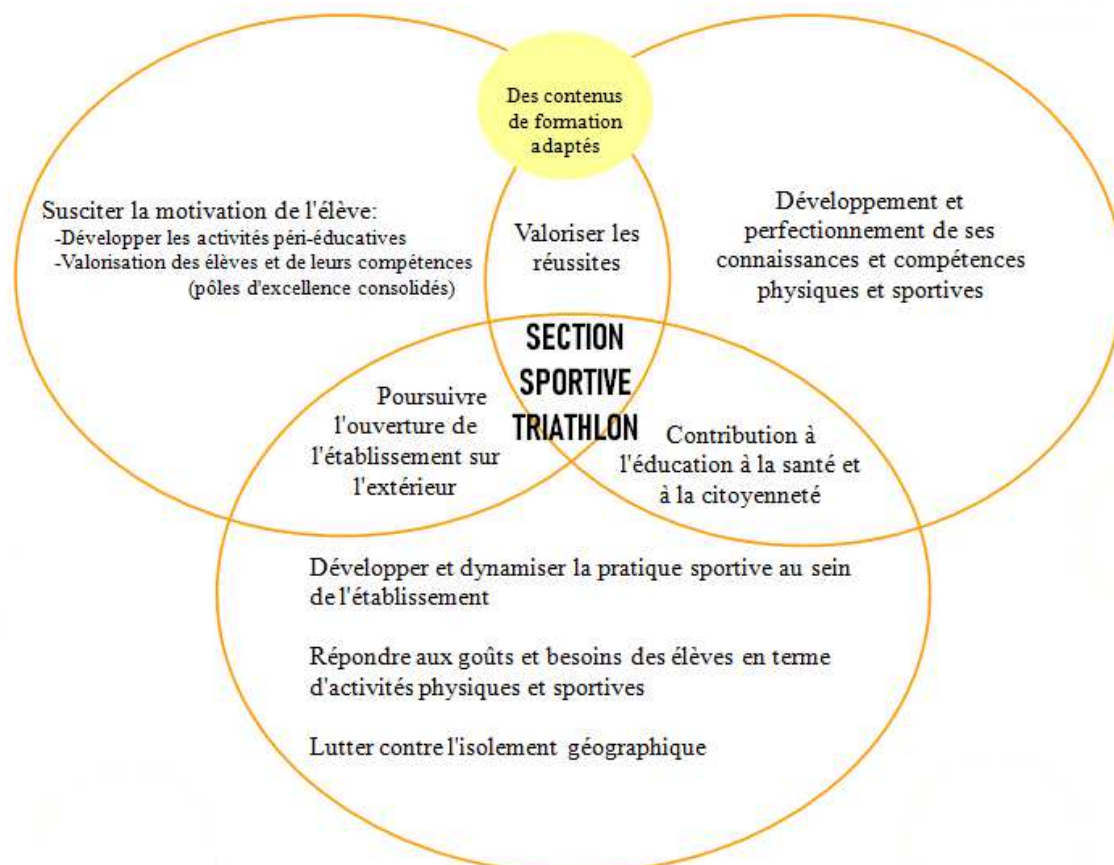 Des contenus
de formation
adaptés
Susciter la motivation de l'élève:
-Développer les activités péri-éducatives
-Valorisation des élèves et de leurs compétences
(pôles d'excellence consolidés)
Valoriser les
réussites
Développement et
perfectionnement de ses
connaissances et compétences
physiques et sportives
SECTION
SPORTIVE
TRIATHLON
Poursuivre
l'ouverture de
l'établissement sur
l'extérieur
Contribution à
l'éducation à la santé et
à la citoyenneté
Développer et dynamiser la pratique sportive au sein
de l'établissement
Répondre aux goûts et besoins des élèves en terme
d'activités physiques et sportives
Lutter contre l'isolement géographique